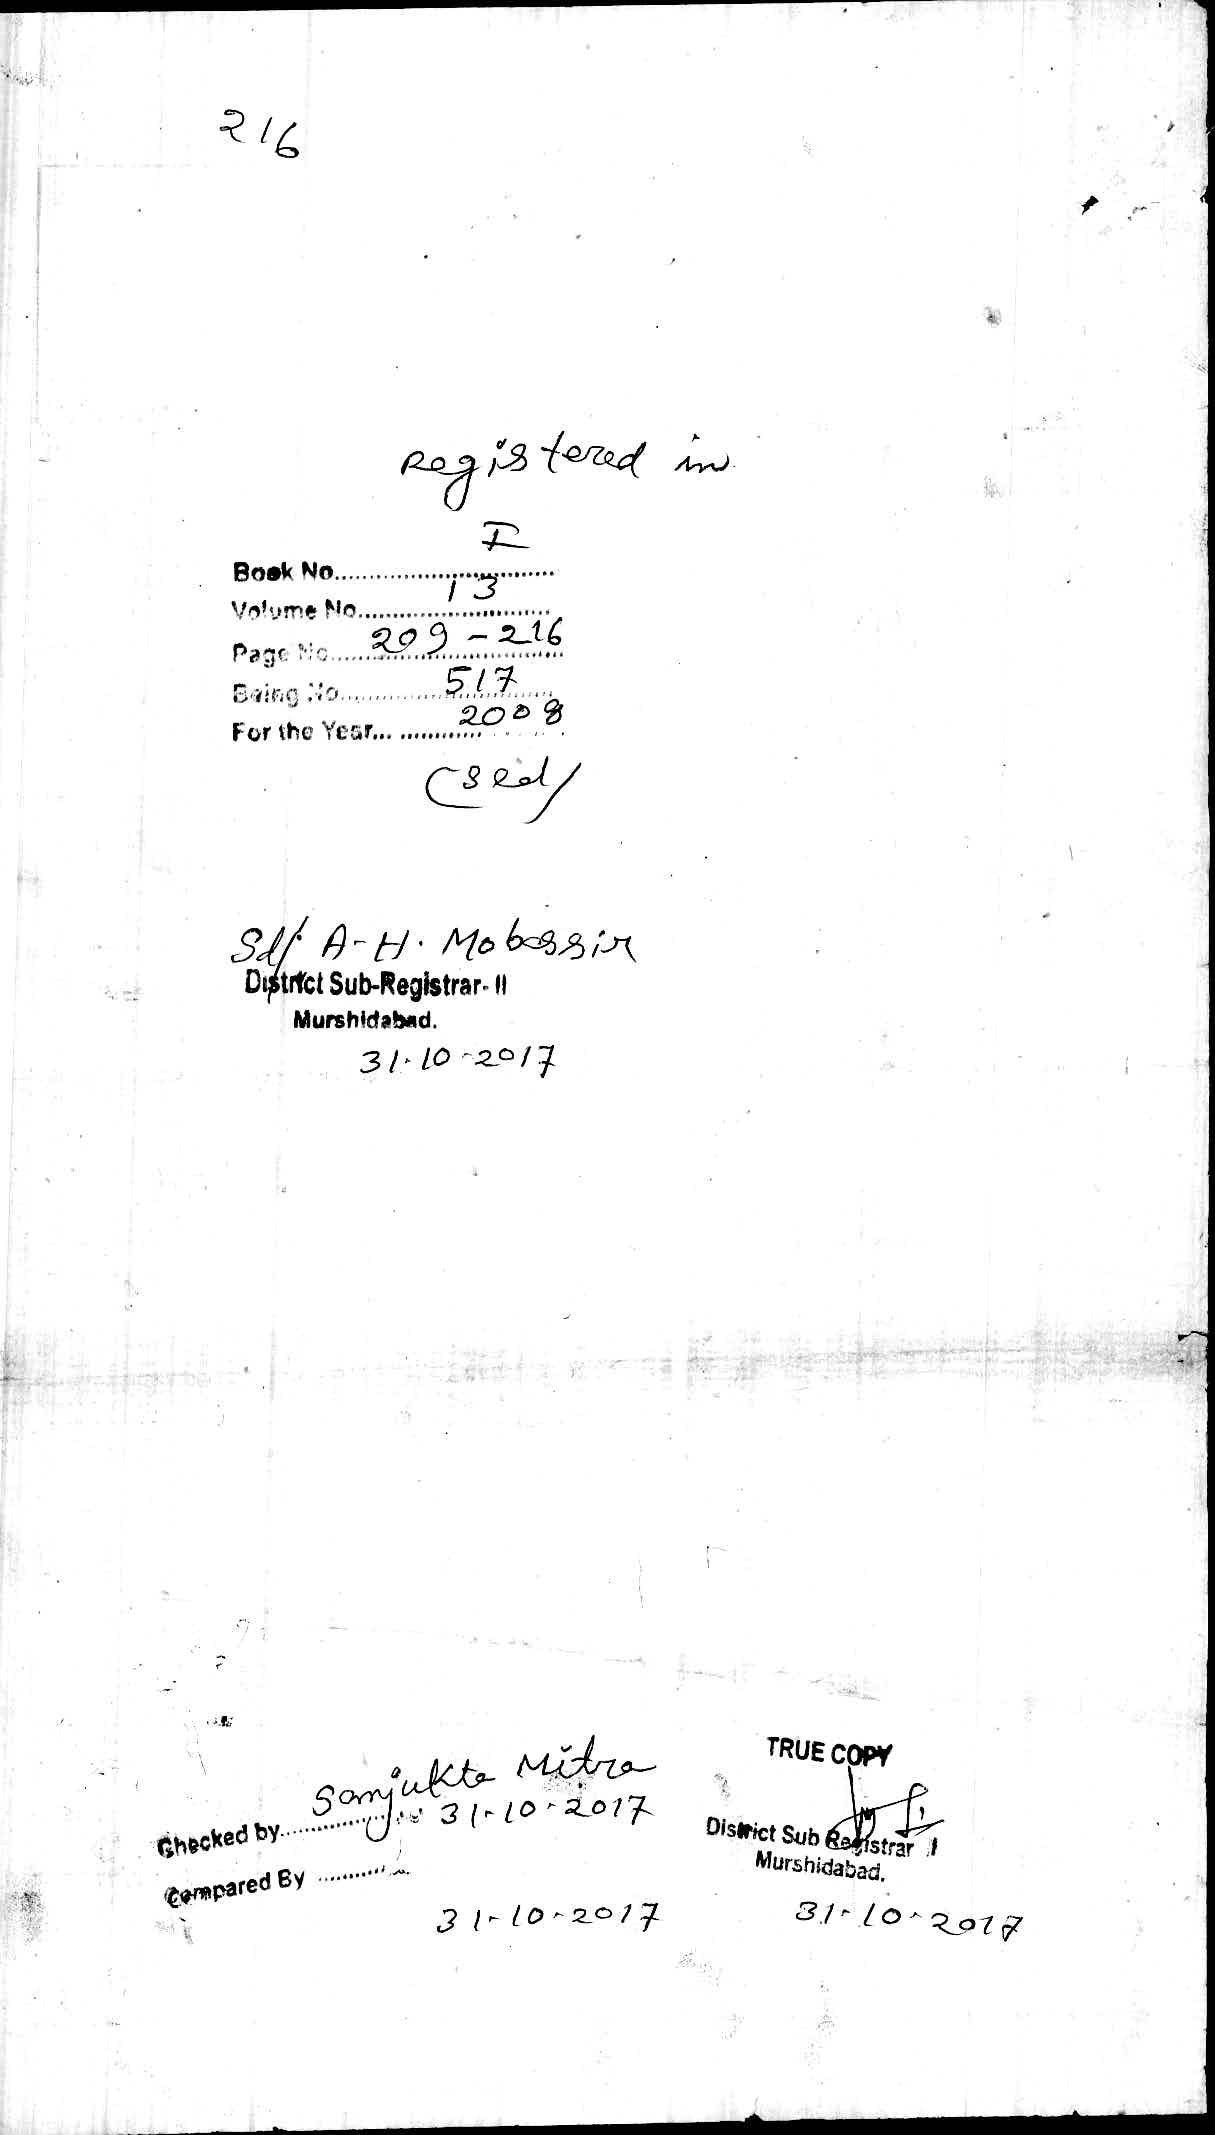 216
Registered in
I
Book No..............................
13
Volume No............................
Page No. 209 - 216
Being No. 517
For the Year... 2008
(Sed/
Sd/. A-H. Mobassir
District Sub-Registrar- II
Murshidabad.
31.10-2017
TRUE COPY
Sanjukta Mitra
Checked by............ 31-10-2017
District Sub Registrar
Murshidabad.
Compared By ............
31-10-2017
31-10-2017